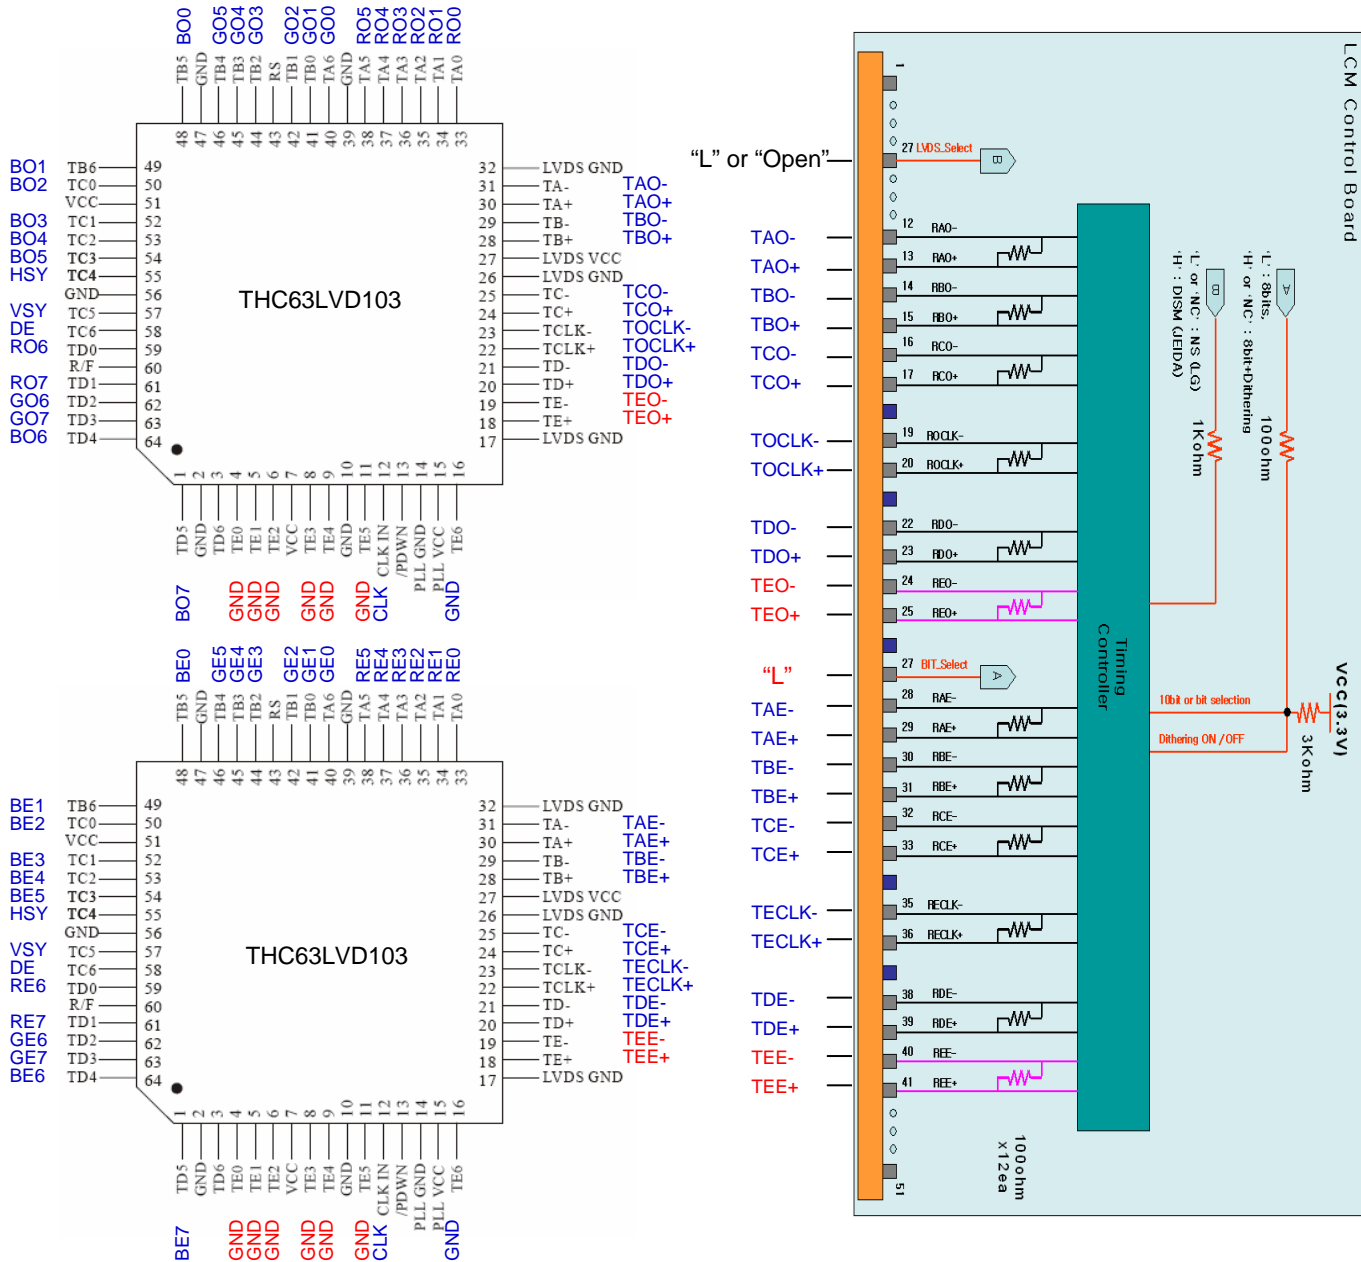 BO0 GO5 GO4 GO3 GO2 GO1 GO0 RO5 RO4 RO3 RO2 RO1 RO0
TB5 GND TB4 TB3 TB2 RS TB1 TB0 TA6 GND TA5 TA4 TA3 TA2 TA1 TA0
48 47 46 45 44 43 42 41 40 39 38 37 36 35 34 33
BO1 TB6 49
BO2 TC0 50
VCC 51
BO3 TC1 52
BO4 TC2 53
BO5 TC3 54
HSY TC4 55
GND 56
VSY TC5 57
DE TC6 58
RO6 TD0 59
R/F 60
RO7 TD1 61
GO6 TD2 62
GO7 TD3 63
BO6 TD4 64
THC63LVD103
32 LVDS GND
31 TA- TAO-
30 TA+ TAO+
29 TB- TBO-
28 TB+ TBO+
27 LVDS VCC
26 LVDS GND
25 TC- TCO-
24 TC+ TCO+
23 TCLK- TOCLK-
22 TCLK+ TOCLK+
21 TD- TDO-
20 TD+ TDO+
19 TE- TEO-
18 TE+ TEO+
17 LVDS GND
1 2 3 4 5 6 7 8 9 10 11 12 13 14 15 16
TD5 GND TD6 TE0 TE1 TE2 VCC TE3 TE4 GND TE5 CLK IN /PDWN PLL GND PLL VCC TE6
BO7 GND GND GND GND GND GND CLK GND
BE0 GE5 GE4 GE3 GE2 GE1 GE0 RE5 RE4 RE3 RE2 RE1 RE0
TB5 GND TB4 TB3 TB2 RS TB1 TB0 TA6 GND TA5 TA4 TA3 TA2 TA1 TA0
48 47 46 45 44 43 42 41 40 39 38 37 36 35 34 33
BE1 TB6 49
BE2 TC0 50
VCC 51
BE3 TC1 52
BE4 TC2 53
BE5 TC3 54
HSY TC4 55
GND 56
VSY TC5 57
DE TC6 58
RE6 TD0 59
R/F 60
RE7 TD1 61
GE6 TD2 62
GE7 TD3 63
BE6 TD4 64
THC63LVD103
32 LVDS GND
31 TA- TAE-
30 TA+ TAE+
29 TB- TBE-
28 TB+ TBE+
27 LVDS VCC
26 LVDS GND
25 TC- TCE-
24 TC+ TCE+
23 TCLK- TECLK-
22 TCLK+ TECLK+
21 TD- TDE-
20 TD+ TDE+
19 TE- TEE-
18 TE+ TEE+
17 LVDS GND
1 2 3 4 5 6 7 8 9 10 11 12 13 14 15 16
TD5 GND TD6 TE0 TE1 TE2 VCC TE3 TE4 GND TE5 CLK IN /PDWN PLL GND PLL VCC TE6
BE7 GND GND GND GND GND GND CLK GND
LCM Control Board
1
"L" or "Open" 27 LVDS_Select B
TAO- 12 RAO-
TAO+ 13 RAO+
TBO- 14 RBO-
TBO+ 15 RBO+
TCO- 16 RCO-
TCO+ 17 RCO+
TOCLK- 19 ROCLK-
TOCLK+ 20 ROCLK+
TDO- 22 RDO-
TDO+ 23 RDO+
TEO- 24 REO-
TEO+ 25 REO+
"L" 27 BIT_Select A
TAE- 28 RAE-
TAE+ 29 RAE+
TBE- 30 RBE-
TBE+ 31 RBE+
TCE- 32 RCE-
TCE+ 33 RCE+
TECLK- 35 RECLK-
TECLK+ 36 RECLK+
TDE- 38 RDE-
TDE+ 39 RDE+
TEE- 40 REE-
TEE+ 41 REE+
51
100ohm
x12ea
Timing
Controller
A
'L' : 8bits,
'H' or 'NC' : 8bit+Dithering
100ohm
B
'L' or 'NC' : NS (LG)
'H' : DISM (JEIDA)
1Kohm
VCC(3.3V)
3Kohm
10bit or bit selection
Dithering ON / OFF